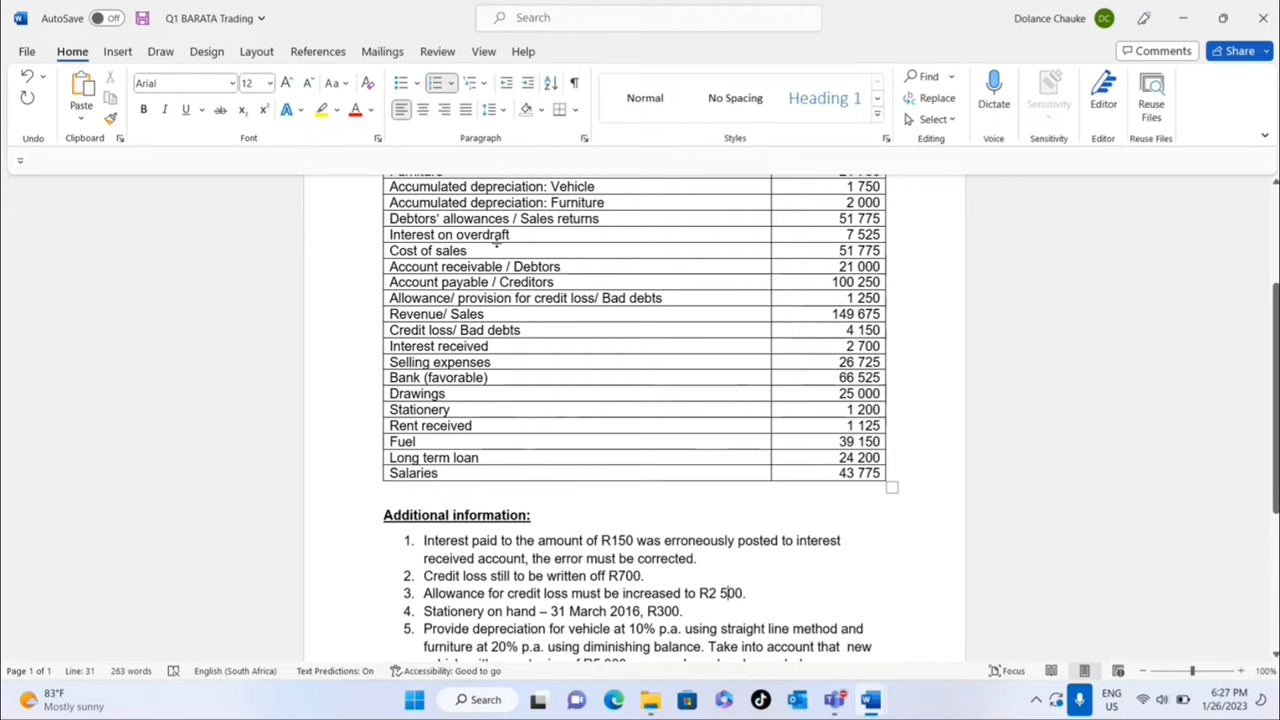 AutoSave Off Q1 BARATA Trading Search Dolance Chauke DC
File Home Insert Draw Design Layout References Mailings Review View Help Comments Share
Arial 12 Aa Normal No Spacing Heading 1 Find
Paste B I U ab x2 x2 A A Replace Dictate Sensitivity Editor Reuse Files
Select
Undo Clipboard Font Paragraph Styles Editing Voice Sensitivity Editor Reuse Files
Accumulated depreciation: Vehicle 1 750
Accumulated depreciation: Furniture 2 000
Debtors' allowances / Sales returns 51 775
Interest on overdraft 7 525
Cost of sales 51 775
Account receivable / Debtors 21 000
Account payable / Creditors 100 250
Allowance/ provision for credit loss/ Bad debts 1 250
Revenue/ Sales 149 675
Credit loss/ Bad debts 4 150
Interest received 2 700
Selling expenses 26 725
Bank (favorable) 66 525
Drawings 25 000
Stationery 1 200
Rent received 1 125
Fuel 39 150
Long term loan 24 200
Salaries 43 775
Additional information:
1. Interest paid to the amount of R150 was erroneously posted to interest
received account, the error must be corrected.
2. Credit loss still to be written off R700.
3. Allowance for credit loss must be increased to R2 500.
4. Stationery on hand – 31 March 2016, R300.
5. Provide depreciation for vehicle at 10% p.a. using straight line method and
furniture at 20% p.a. using diminishing balance. Take into account that new
Page 1 of 1 Line: 31 263 words English (South Africa) Text Predictions: On Accessibility: Good to go Focus 100%
83°F
Mostly sunny
Search
ENG
US
6:27 PM
1/26/2023